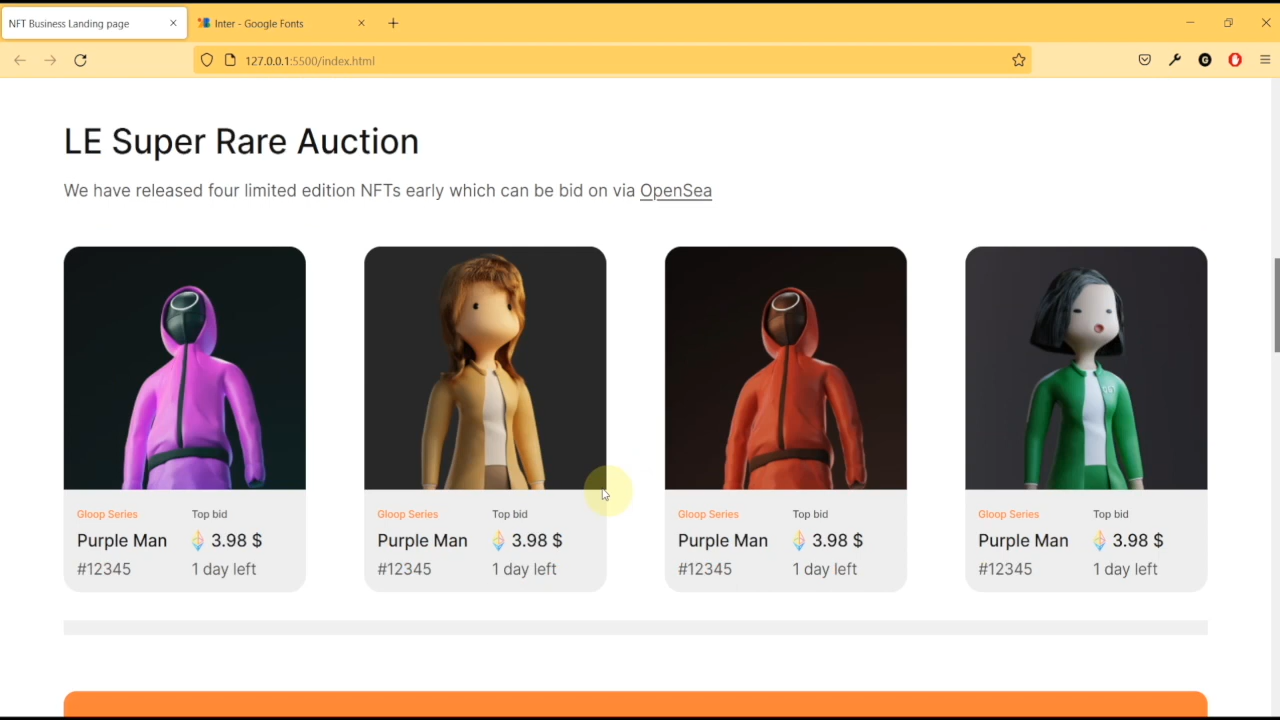 NFT Business Landing page
Inter - Google Fonts
127.0.0.1:5500/index.html
LE Super Rare Auction
We have released four limited edition NFTs early which can be bid on via OpenSea
Gloop Series Top bid
Purple Man 3.98 $
#12345 1 day left
Gloop Series Top bid
Purple Man 3.98 $
#12345 1 day left
Gloop Series Top bid
Purple Man 3.98 $
#12345 1 day left
Gloop Series Top bid
Purple Man 3.98 $
#12345 1 day left